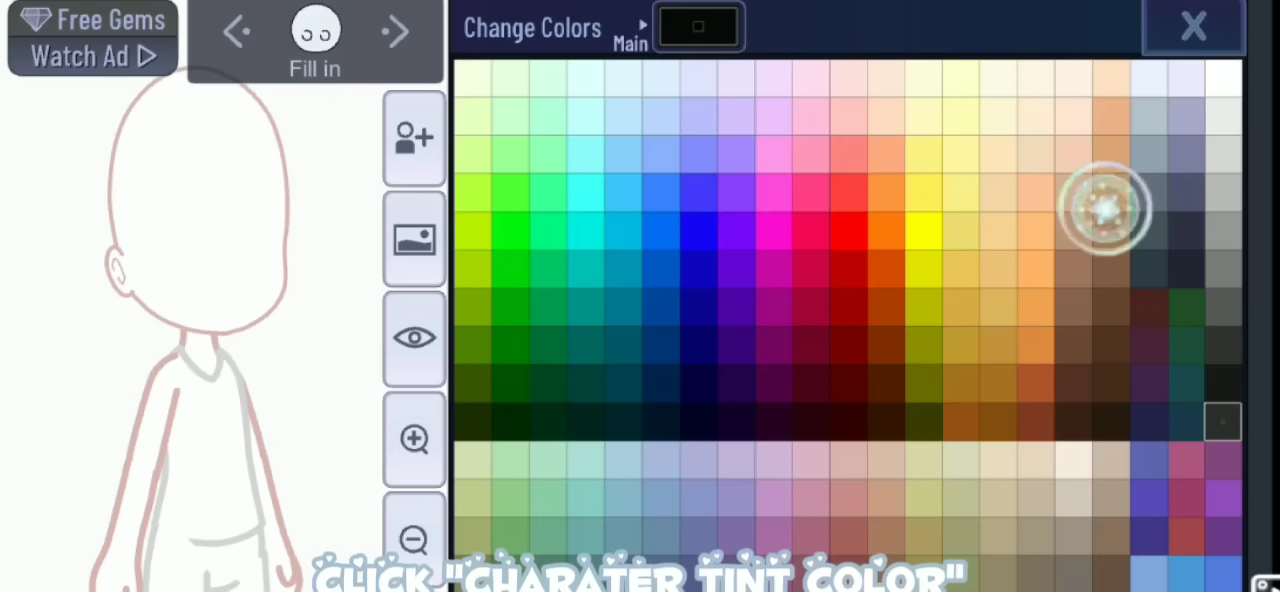 Free Gems
Watch Ad
Fill in
Change Colors
Main
X
CLICK "CHARATER TINT COLOR"